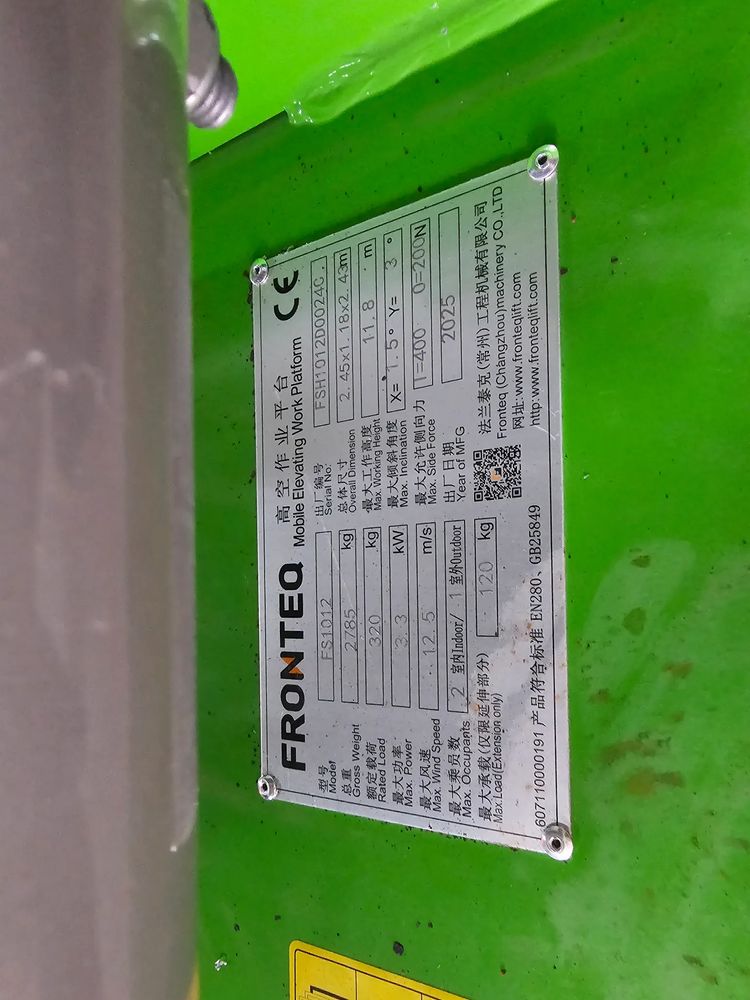 FRONTEQ
高空作业平台
Mobile Elevating Work Platform
CE
型号
Model
FS1012
出厂编号
Serial No:
FSH1012D0024C
总重
Gross Weight
2785 kg
总体尺寸
Overall Dimension
2.45x1.18x2.43m
额定载荷
Rated Load
320 kg
最大工作高度
Max.Working Height
11.8 m
最大功率
Max. Power
3.3 kW
最大倾斜角度
Max. Inclination
X= 1.5° Y= 3°
最大风速
Max. Wind Speed
12.5 m/s
最大允许侧向力
Max. Side Force
I=400 O=200N
最大乘员数
Max. Occupants
2 室内Indoor/ 1 室外Outdoor
出厂日期
Year of MFG
2025
最大承载(仅限延伸部分)
Max.Load(Extension only)
120 kg
法兰泰克(常州)工程机械有限公司
Fronteq (Changzhou)machinery CO.,LTD
网址:www.fronteqlift.com
http:www.fronteqlift.com
607110000191 产品符合标准 EN280、GB25849